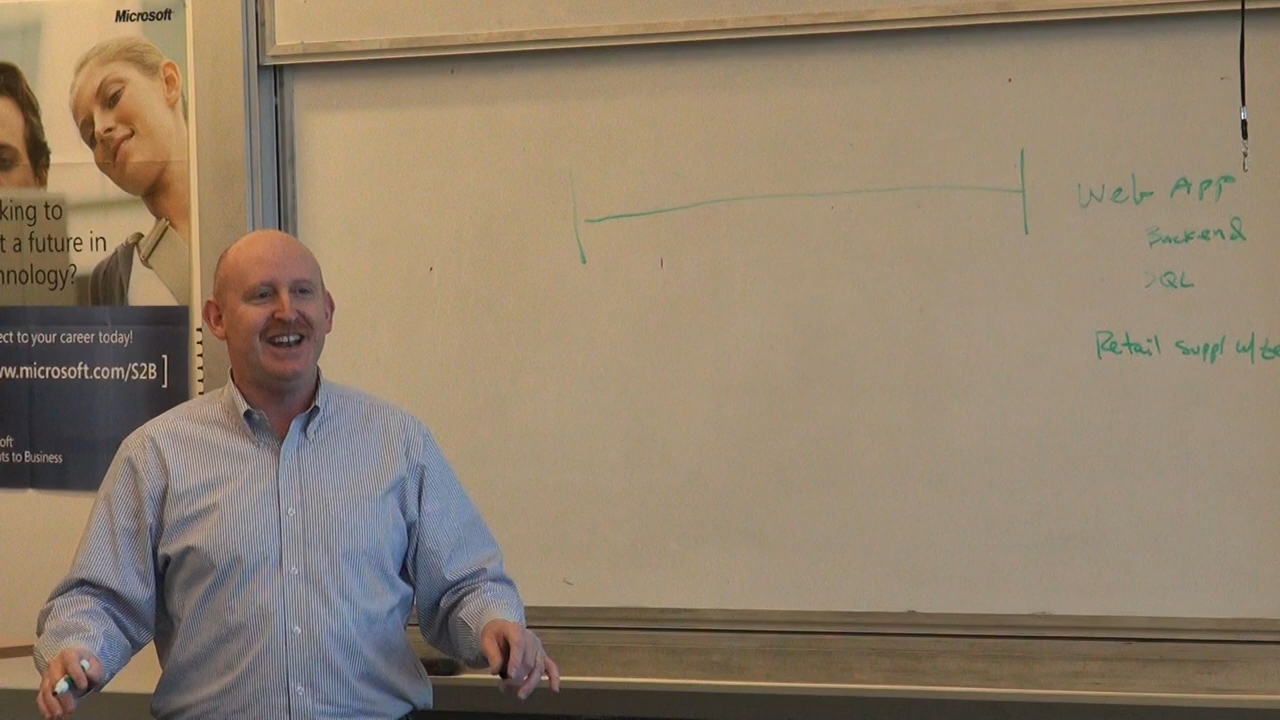 Microsoft
king to
t a future in
nnology?
ect to your career today!
ww.microsoft.com/S2B ]
oft
ts to Business
Web App
Backend
SQL
Retail Suppl w/